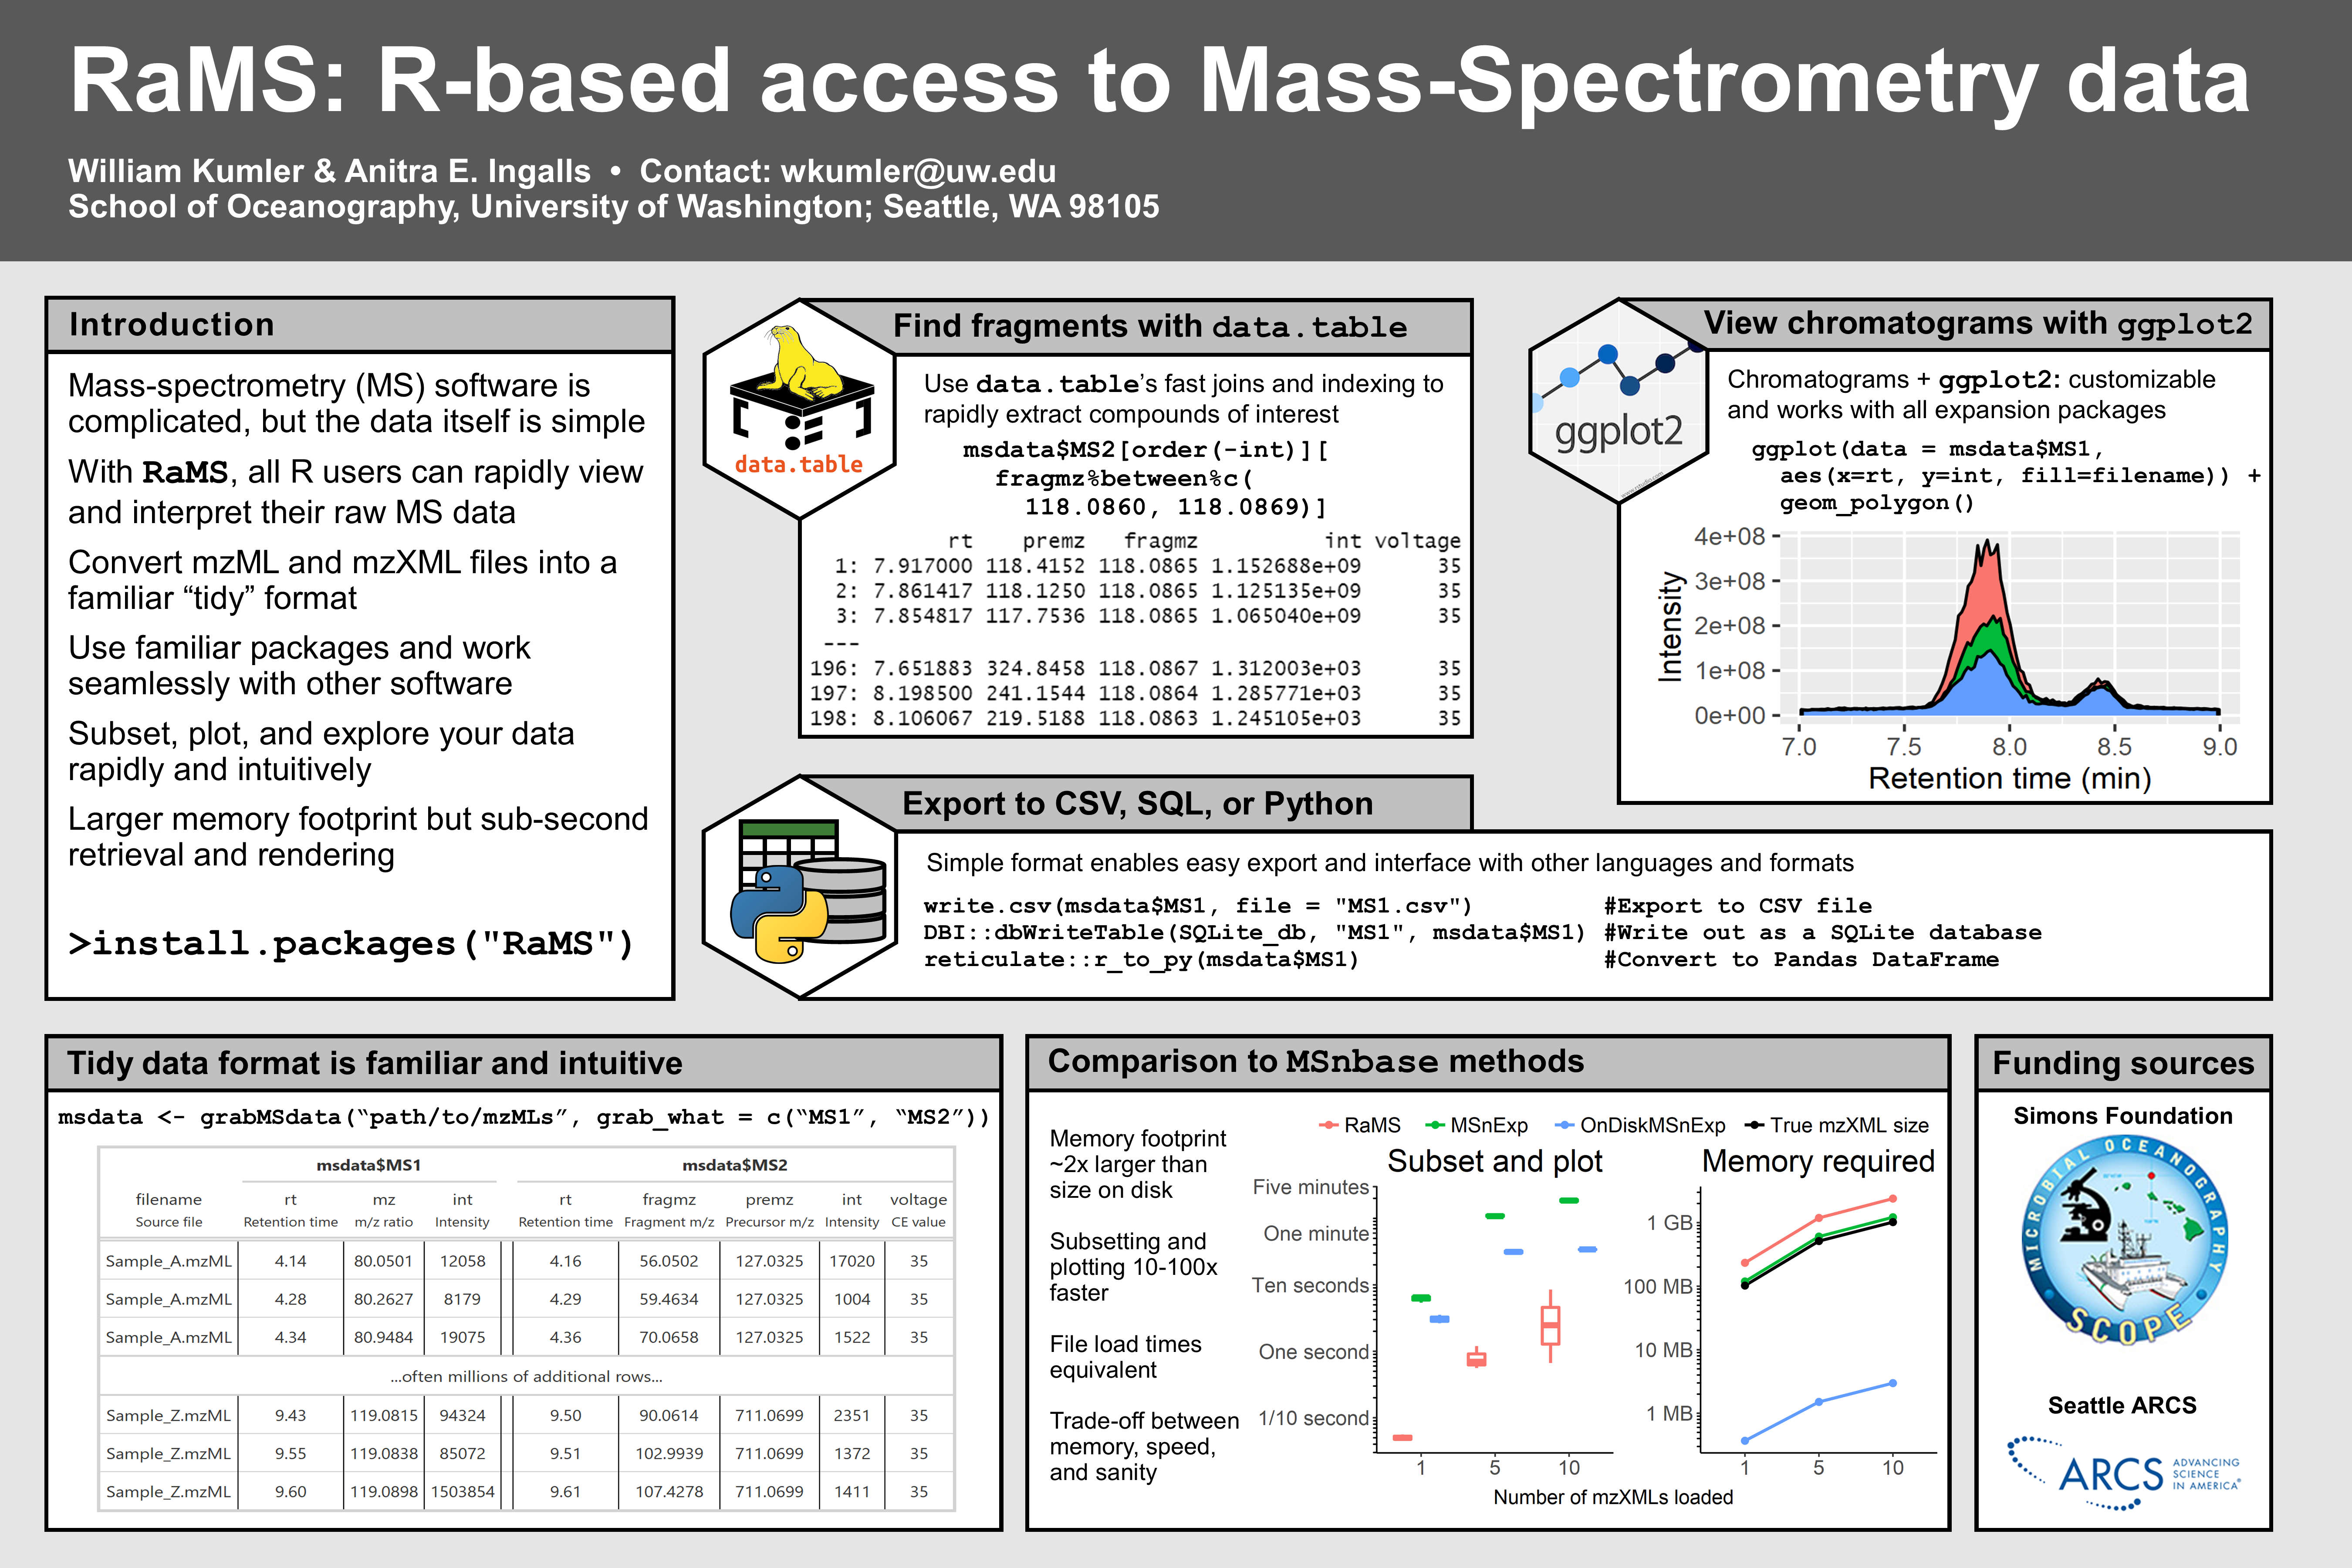 RaMS: R-based access to Mass-Spectrometry data
William Kumler & Anitra E. Ingalls • Contact: wkumler@uw.edu
School of Oceanography, University of Washington; Seattle, WA 98105
Introduction
Mass-spectrometry (MS) software is
complicated, but the data itself is simple
With RaMS, all R users can rapidly view
and interpret their raw MS data
Convert mzML and mzXML files into a
familiar “tidy” format
Use familiar packages and work
seamlessly with other software
Subset, plot, and explore your data
rapidly and intuitively
Larger memory footprint but sub-second
retrieval and rendering
>install.packages("RaMS")
data.table
Find fragments with data.table
Use data.table’s fast joins and indexing to
rapidly extract compounds of interest
msdata$MS2[order(-int)][
fragmz%between%c(
118.0860, 118.0869)]
rt premz fragmz int voltage
1: 7.917000 118.4152 118.0865 1.152688e+09 35
2: 7.861417 118.1250 118.0865 1.125135e+09 35
3: 7.854817 117.7536 118.0865 1.065040e+09 35
---
196: 7.651883 324.8458 118.0867 1.312003e+03 35
197: 8.198500 241.1544 118.0864 1.285771e+03 35
198: 8.106067 219.5188 118.0863 1.245105e+03 35
ggplot2
View chromatograms with ggplot2
Chromatograms + ggplot2: customizable
and works with all expansion packages
ggplot(data = msdata$MS1,
aes(x=rt, y=int, fill=filename)) +
geom_polygon()
Intensity
4e+08
3e+08
2e+08
1e+08
0e+00
7.0 7.5 8.0 8.5 9.0
Retention time (min)
Export to CSV, SQL, or Python
Simple format enables easy export and interface with other languages and formats
write.csv(msdata$MS1, file = "MS1.csv") #Export to CSV file
DBI::dbWriteTable(SQLite_db, "MS1", msdata$MS1) #Write out as a SQLite database
reticulate::r_to_py(msdata$MS1) #Convert to Pandas DataFrame
Tidy data format is familiar and intuitive
msdata <- grabMSdata(“path/to/mzMLs”, grab_what = c(“MS1”, “MS2”))
msdata$MS1 msdata$MS2
filename rt mz int rt fragmz premz int voltage
Source file Retention time m/z ratio Intensity Retention time Fragment m/z Precursor m/z Intensity CE value
Sample_A.mzML 4.14 80.0501 12058 4.16 56.0502 127.0325 17020 35
Sample_A.mzML 4.28 80.2627 8179 4.29 59.4634 127.0325 1004 35
Sample_A.mzML 4.34 80.9484 19075 4.36 70.0658 127.0325 1522 35
...often millions of additional rows...
Sample_Z.mzML 9.43 119.0815 94324 9.50 90.0614 711.0699 2351 35
Sample_Z.mzML 9.55 119.0838 85072 9.51 102.9939 711.0699 1372 35
Sample_Z.mzML 9.60 119.0898 1503854 9.61 107.4278 711.0699 1411 35
Comparison to MSnbase methods
Memory footprint
~2x larger than
size on disk
Subsetting and
plotting 10-100x
faster
File load times
equivalent
Trade-off between
memory, speed,
and sanity
RaMS MSnExp OnDiskMSnExp True mzXML size
Subset and plot
Five minutes
One minute
Ten seconds
One second
1/10 second
1 5 10
Memory required
1 GB
100 MB
10 MB
1 MB
1 5 10
Number of mzXMLs loaded
Funding sources
Simons Foundation
MICROBIAL OCEANOGRAPHY
SCOPE
Seattle ARCS
ARCS
ADVANCING
SCIENCE
IN AMERICA®